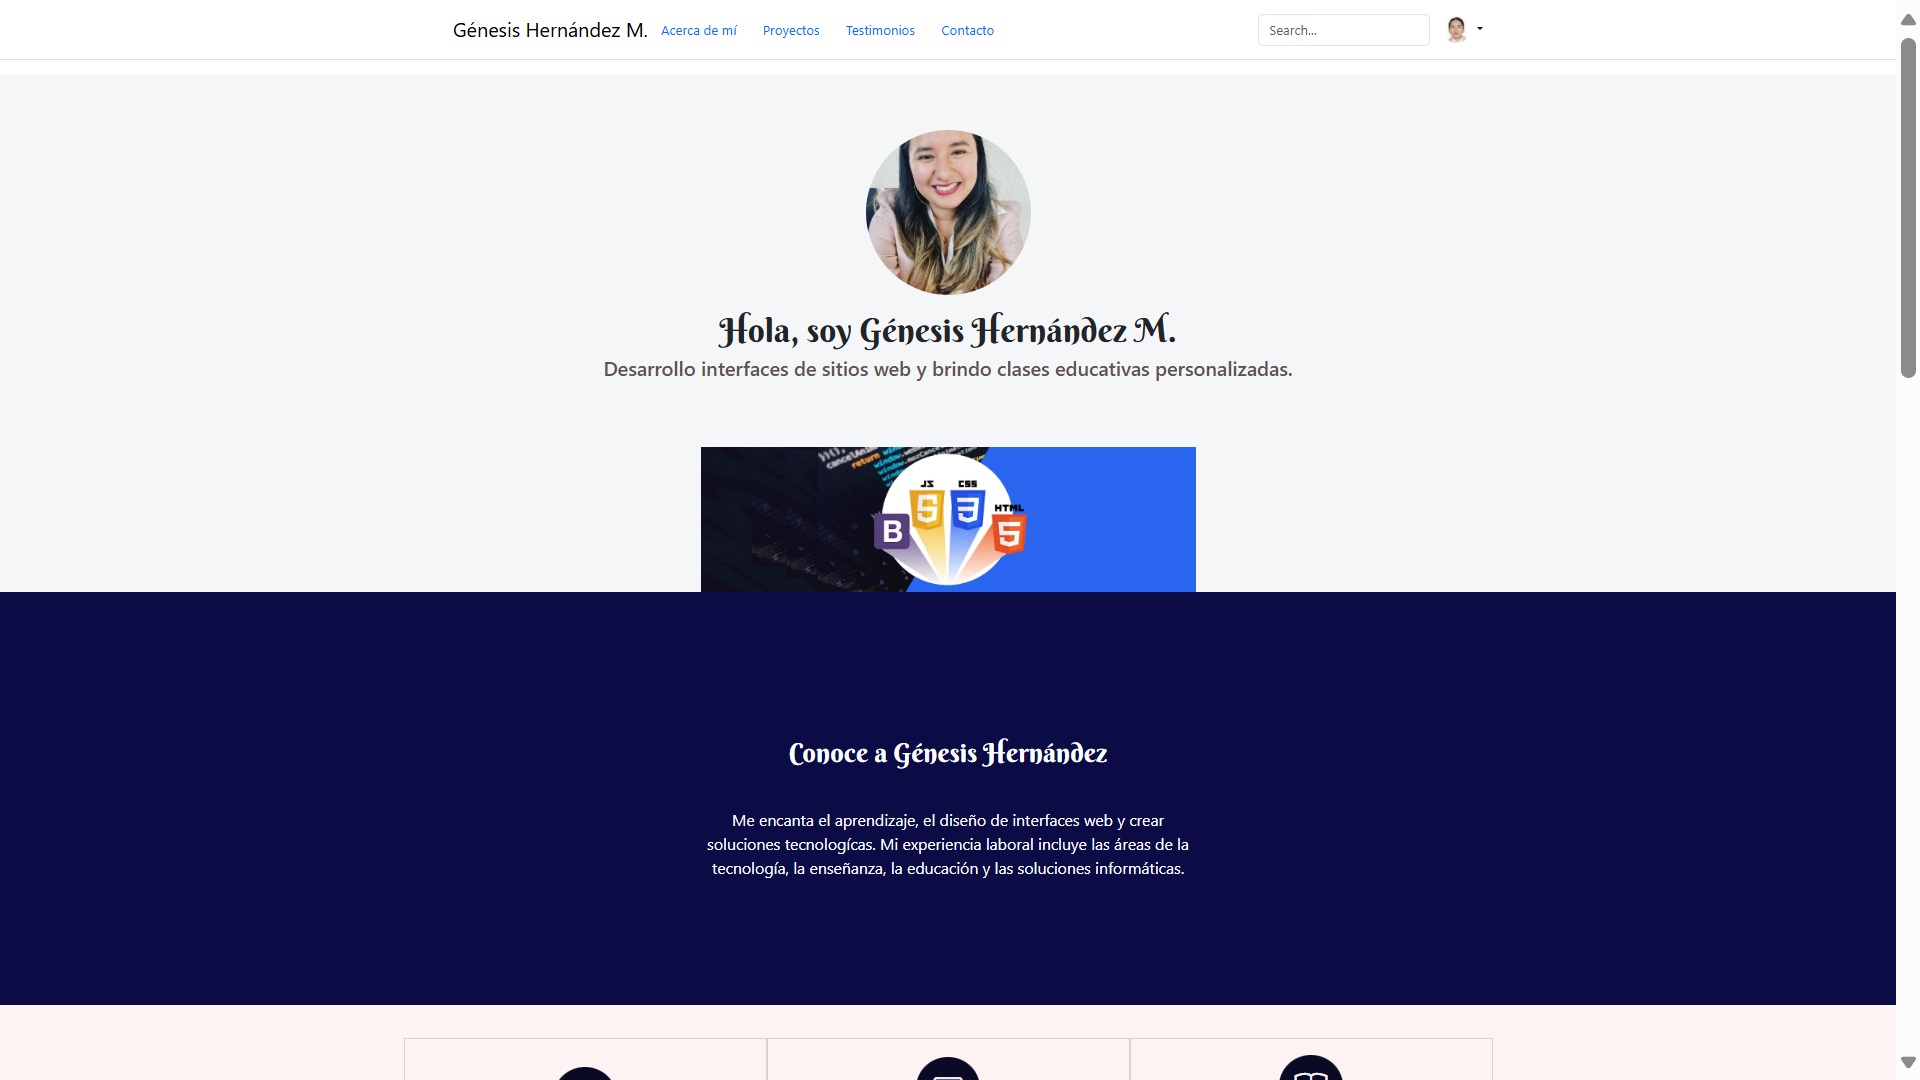 Génesis Hernández M.
Acerca de mí
Proyectos
Testimonios
Contacto
Search...
Hola, soy Génesis Hernández M.
Desarrollo interfaces de sitios web y brindo clases educativas personalizadas.
return
JS CSS
HTML
B
Conoce a Génesis Hernández
Me encanta el aprendizaje, el diseño de interfaces web y crear
soluciones tecnologícas. Mi experiencia laboral incluye las áreas de la
tecnología, la enseñanza, la educación y las soluciones informáticas.